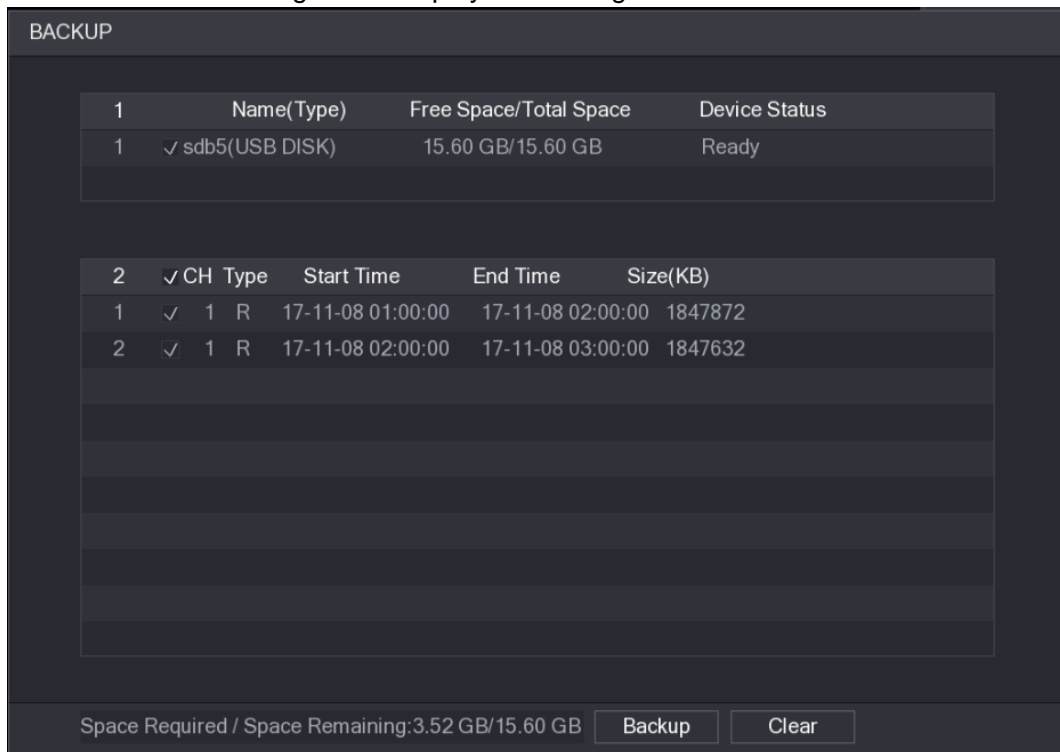 BACKUP
1 Name(Type) Free Space/Total Space Device Status
1 sdb5(USB DISK) 15.60 GB/15.60 GB Ready
2 CH Type Start Time End Time Size(KB)
1 1 R 17-11-08 01:00:00 17-11-08 02:00:00 1847872
2 1 R 17-11-08 02:00:00 17-11-08 03:00:00 1847632
Space Required / Space Remaining:3.52 GB/15.60 GB Backup Clear